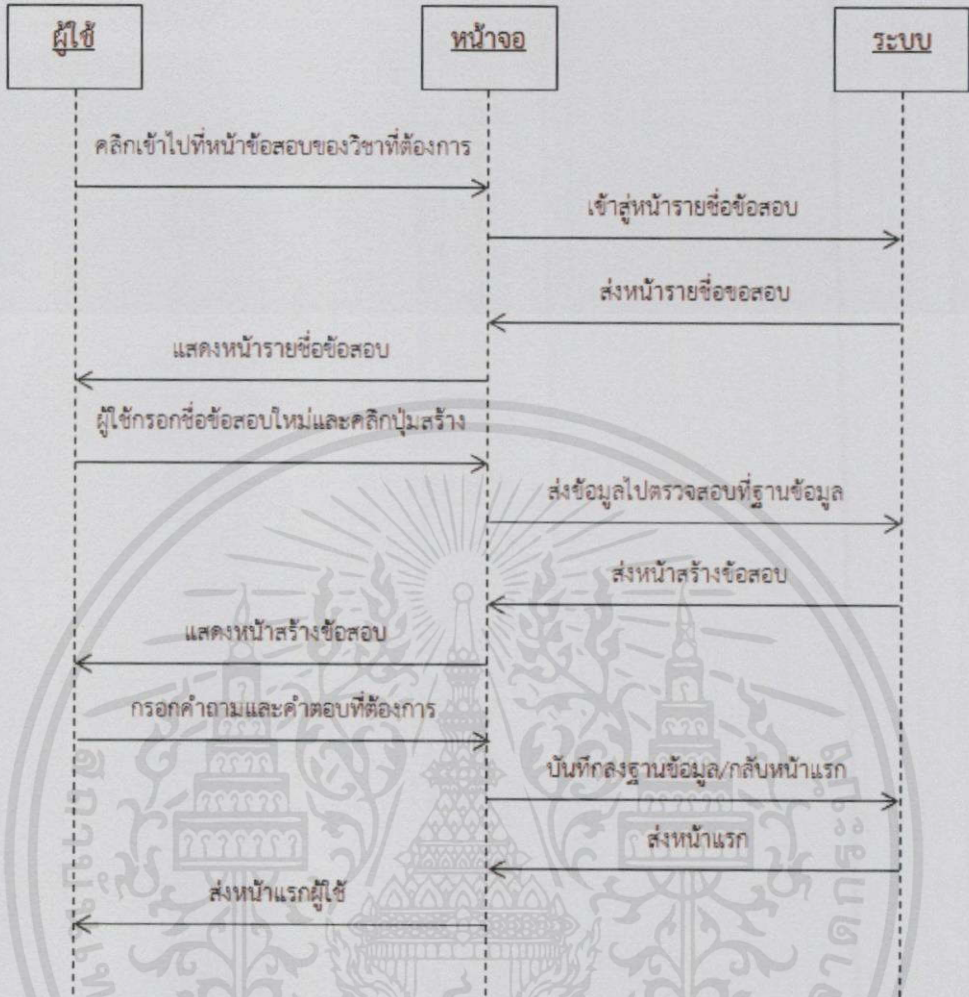 ผู้ใช้
หน้าจอ
ระบบ
คลิกเข้าไปที่หน้าข้อสอบของวิชาที่ต้องการ
เข้าสู่หน้ารายชื่อข้อสอบ
ส่งหน้ารายชื่อขอสอบ
แสดงหน้ารายชื่อข้อสอบ
ผู้ใช้กรอกชื่อข้อสอบใหม่และคลิกปุ่มสร้าง
ส่งข้อมูลไปตรวจสอบที่ฐานข้อมูล
ส่งหน้าสร้างข้อสอบ
แสดงหน้าสร้างข้อสอบ
กรอกคำถามและคำตอบที่ต้องการ
บันทึกลงฐานข้อมูล/กลับหน้าแรก
ส่งหน้าแรก
ส่งหน้าแรกผู้ใช้